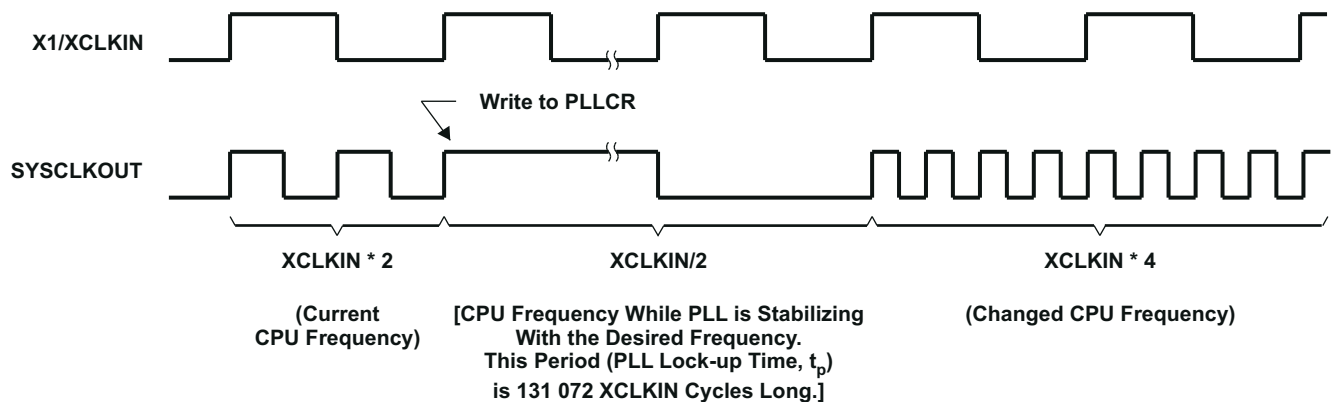 X1/XCLKIN
Write to PLLCR
SYSCLKOUT
XCLKIN * 2
XCLKIN/2
XCLKIN * 4
(Current
CPU Frequency)
[CPU Frequency While PLL is Stabilizing
With the Desired Frequency.
This Period (PLL Lock-up Time, tp)
is 131 072 XCLKIN Cycles Long.]
(Changed CPU Frequency)